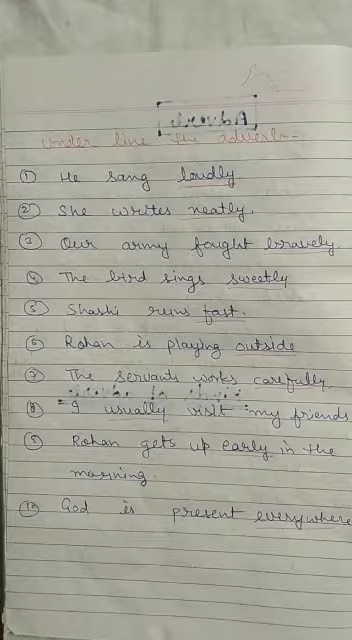 Adverb
Under line the adverb-
① He sang loudly
② She writes neatly.
③ Our army fought bravely.
④ The bird sings sweetly
⑤ Shashi runs fast.
⑥ Rohan is playing outside
⑦ The servants works carefully
⑧ I usually visit my friends
⑨ Rohan gets up early in the
morning.
⑩ God is present everywhere